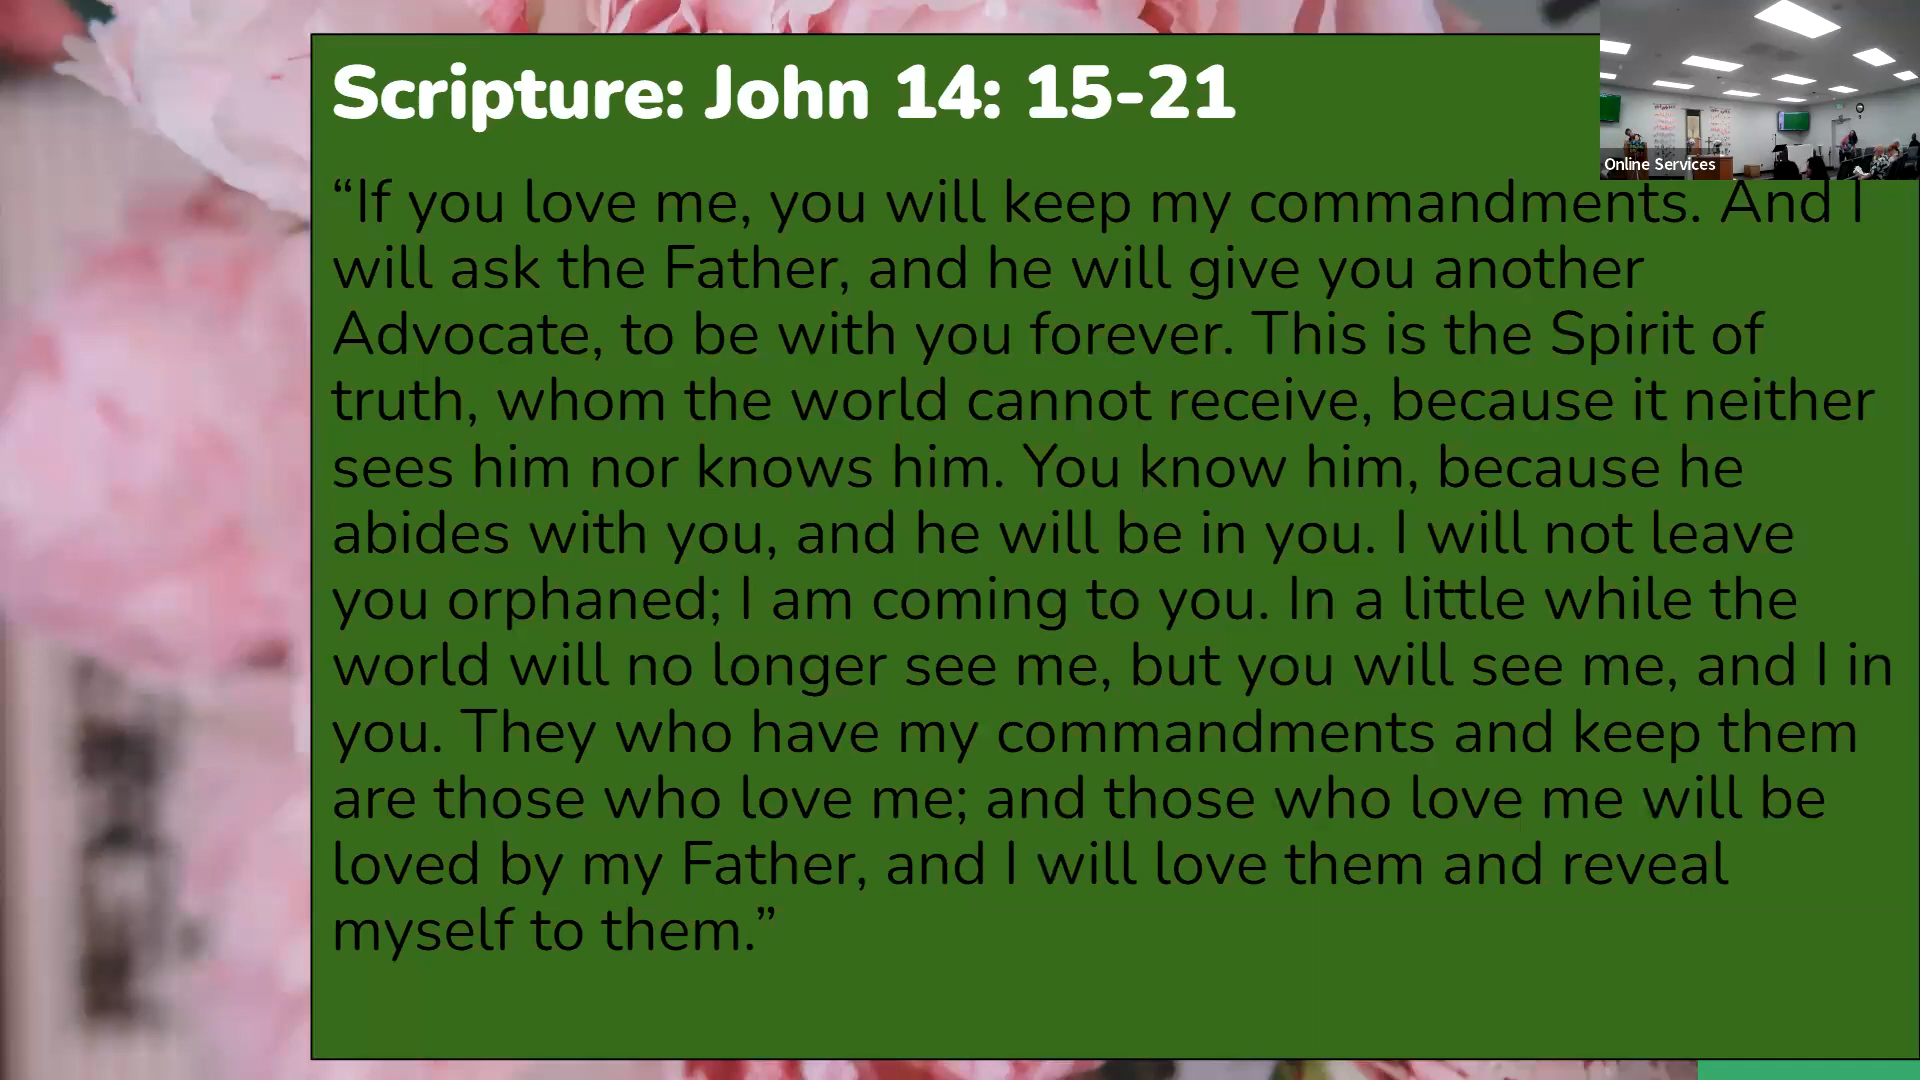 Scripture: John 14: 15-21
Online Services
“If you love me, you will keep my commandments. And I
will ask the Father, and he will give you another
Advocate, to be with you forever. This is the Spirit of
truth, whom the world cannot receive, because it neither
sees him nor knows him. You know him, because he
abides with you, and he will be in you. I will not leave
you orphaned; I am coming to you. In a little while the
world will no longer see me, but you will see me, and I in
you. They who have my commandments and keep them
are those who love me; and those who love me will be
loved by my Father, and I will love them and reveal
myself to them.”